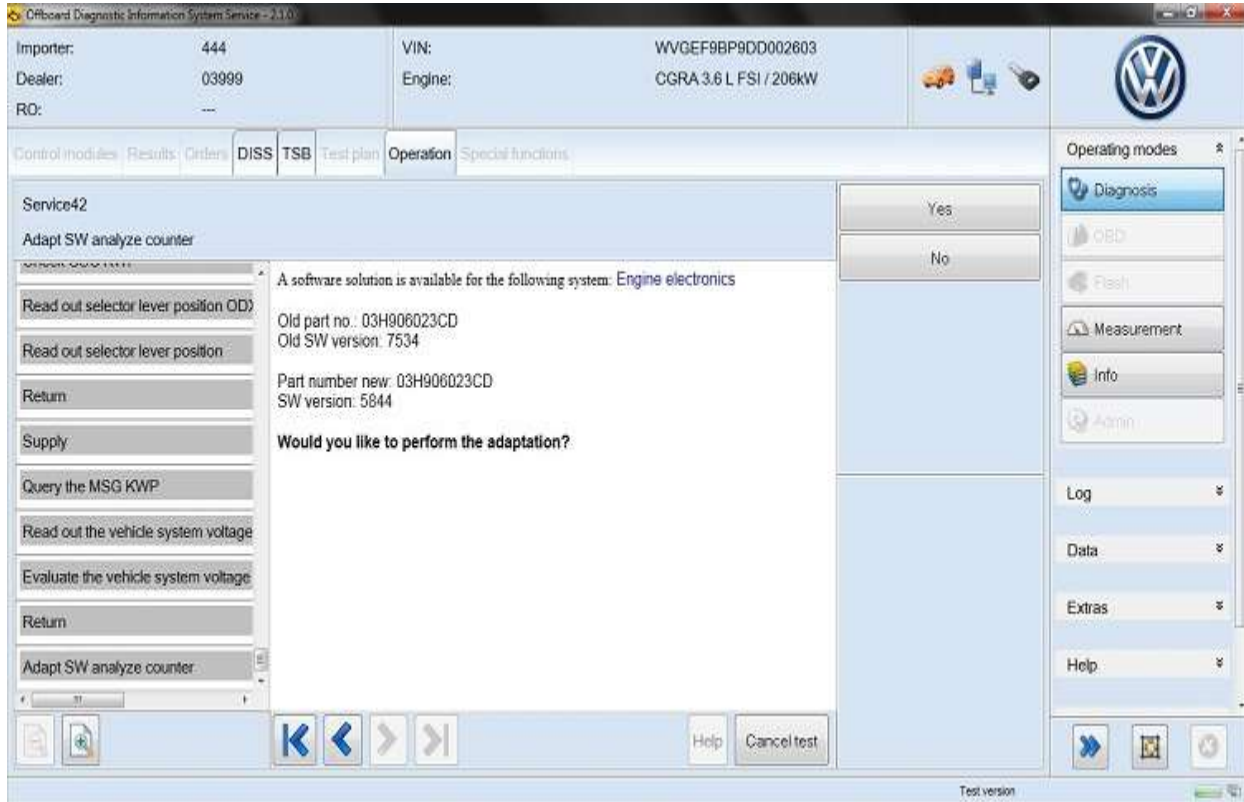 Offboard Diagnostic Information System Service - 2.1.0
Importer: 444 VIN: WVGEF9BP9DD002603
Dealer: 03999 Engine: CGRA 3.6 L FSI / 206kW
RO: ---
Control modules Results Orders DISS TSB Test plan Operation Special functions
Operating modes
Service42
Adapt SW analyze counter
Yes
No
Diagnosis
OBD
Flash
Measurement
Info
Admin
Read out selector lever position ODX
Read out selector lever position
Return
Supply
Query the MSG KWP
Read out the vehicle system voltage
Evaluate the vehicle system voltage
Return
Adapt SW analyze counter
A software solution is available for the following system: Engine electronics
Old part no.: 03H906023CD
Old SW version: 7534
Part number new: 03H906023CD
SW version: 5844
Would you like to perform the adaptation?
Log
Data
Extras
Help
Help Cancel test
Test version